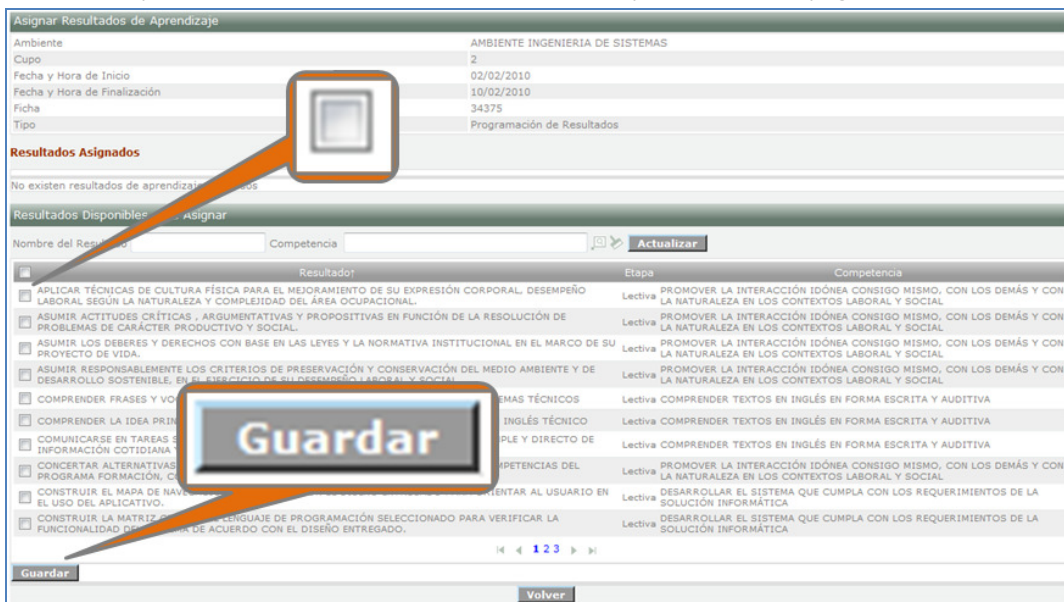 Asignar Resultados de Aprendizaje
Ambiente AMBIENTE INGENIERIA DE SISTEMAS
Cupo 2
Fecha y Hora de Inicio 02/02/2010
Fecha y Hora de Finalización 10/02/2010
Ficha 34375
Tipo Programación de Resultados
Resultados Asignados
No existen resultados de aprendizaje
Resultados Disponibles Asignar
Nombre del Competencia Actualizar
Resultado↑ Etapa Competencia
APLICAR TÉCNICAS DE CULTURA FÍSICA PARA EL MEJORAMIENTO DE SU EXPRESIÓN CORPORAL, DESEMPEÑO
LABORAL SEGÚN LA NATURALEZA Y COMPLEJIDAD DEL ÁREA OCUPACIONAL.
Lectiva
PROMOVER LA INTERACCIÓN IDÓNEA CONSIGO MISMO, CON LOS DEMÁS Y CON
LA NATURALEZA EN LOS CONTEXTOS LABORAL Y SOCIAL
ASUMIR ACTITUDES CRÍTICAS , ARGUMENTATIVAS Y PROPOSITIVAS EN FUNCIÓN DE LA RESOLUCIÓN DE
PROBLEMAS DE CARÁCTER PRODUCTIVO Y SOCIAL.
Lectiva
PROMOVER LA INTERACCIÓN IDÓNEA CONSIGO MISMO, CON LOS DEMÁS Y CON
LA NATURALEZA EN LOS CONTEXTOS LABORAL Y SOCIAL
ASUMIR LOS DEBERES Y DERECHOS CON BASE EN LAS LEYES Y LA NORMATIVA INSTITUCIONAL EN EL MARCO DE SU
PROYECTO DE VIDA.
Lectiva
PROMOVER LA INTERACCIÓN IDÓNEA CONSIGO MISMO, CON LOS DEMÁS Y CON
LA NATURALEZA EN LOS CONTEXTOS LABORAL Y SOCIAL
ASUMIR RESPONSABLEMENTE LOS CRITERIOS DE PRESERVACIÓN Y CONSERVACIÓN DEL MEDIO AMBIENTE Y DE
DESARROLLO SOSTENIBLE, EN EL EJERCICIO DE SU DESEMPEÑO LABORAL Y SOCIAL.
Lectiva
PROMOVER LA INTERACCIÓN IDÓNEA CONSIGO MISMO, CON LOS DEMÁS Y CON
LA NATURALEZA EN LOS CONTEXTOS LABORAL Y SOCIAL
COMPRENDER FRASES Y TÉCNICOS Lectiva COMPRENDER TEXTOS EN INGLÉS EN FORMA ESCRITA Y AUDITIVA
COMPRENDER LA IDEA INGLÉS TÉCNICO Lectiva COMPRENDER TEXTOS EN INGLÉS EN FORMA ESCRITA Y AUDITIVA
COMUNICARSE EN TAREAS Y DIRECTO DE
INFORMACIÓN COTIDIANA
Lectiva COMPRENDER TEXTOS EN INGLÉS EN FORMA ESCRITA Y AUDITIVA
CONCERTAR ALTERNATIVAS DEL
PROGRAMA FORMACIÓN,
Lectiva
PROMOVER LA INTERACCIÓN IDÓNEA CONSIGO MISMO, CON LOS DEMÁS Y CON
LA NATURALEZA EN LOS CONTEXTOS LABORAL Y SOCIAL
CONSTRUIR EL MAPA DE AL USUARIO EN
EL USO DEL APLICATIVO.
Lectiva
DESARROLLAR EL SISTEMA QUE CUMPLA CON LOS REQUERIMIENTOS DE LA
SOLUCIÓN INFORMÁTICA
CONSTRUIR LA MATRIZ LENGUAJE DE PROGRAMACIÓN SELECCIONADO PARA VERIFICAR LA
FUNCIONALIDAD DE ACUERDO CON EL DISEÑO ENTREGADO.
Lectiva
DESARROLLAR EL SISTEMA QUE CUMPLA CON LOS REQUERIMIENTOS DE LA
SOLUCIÓN INFORMÁTICA
Guardar
1 2 3
Guardar
Volver